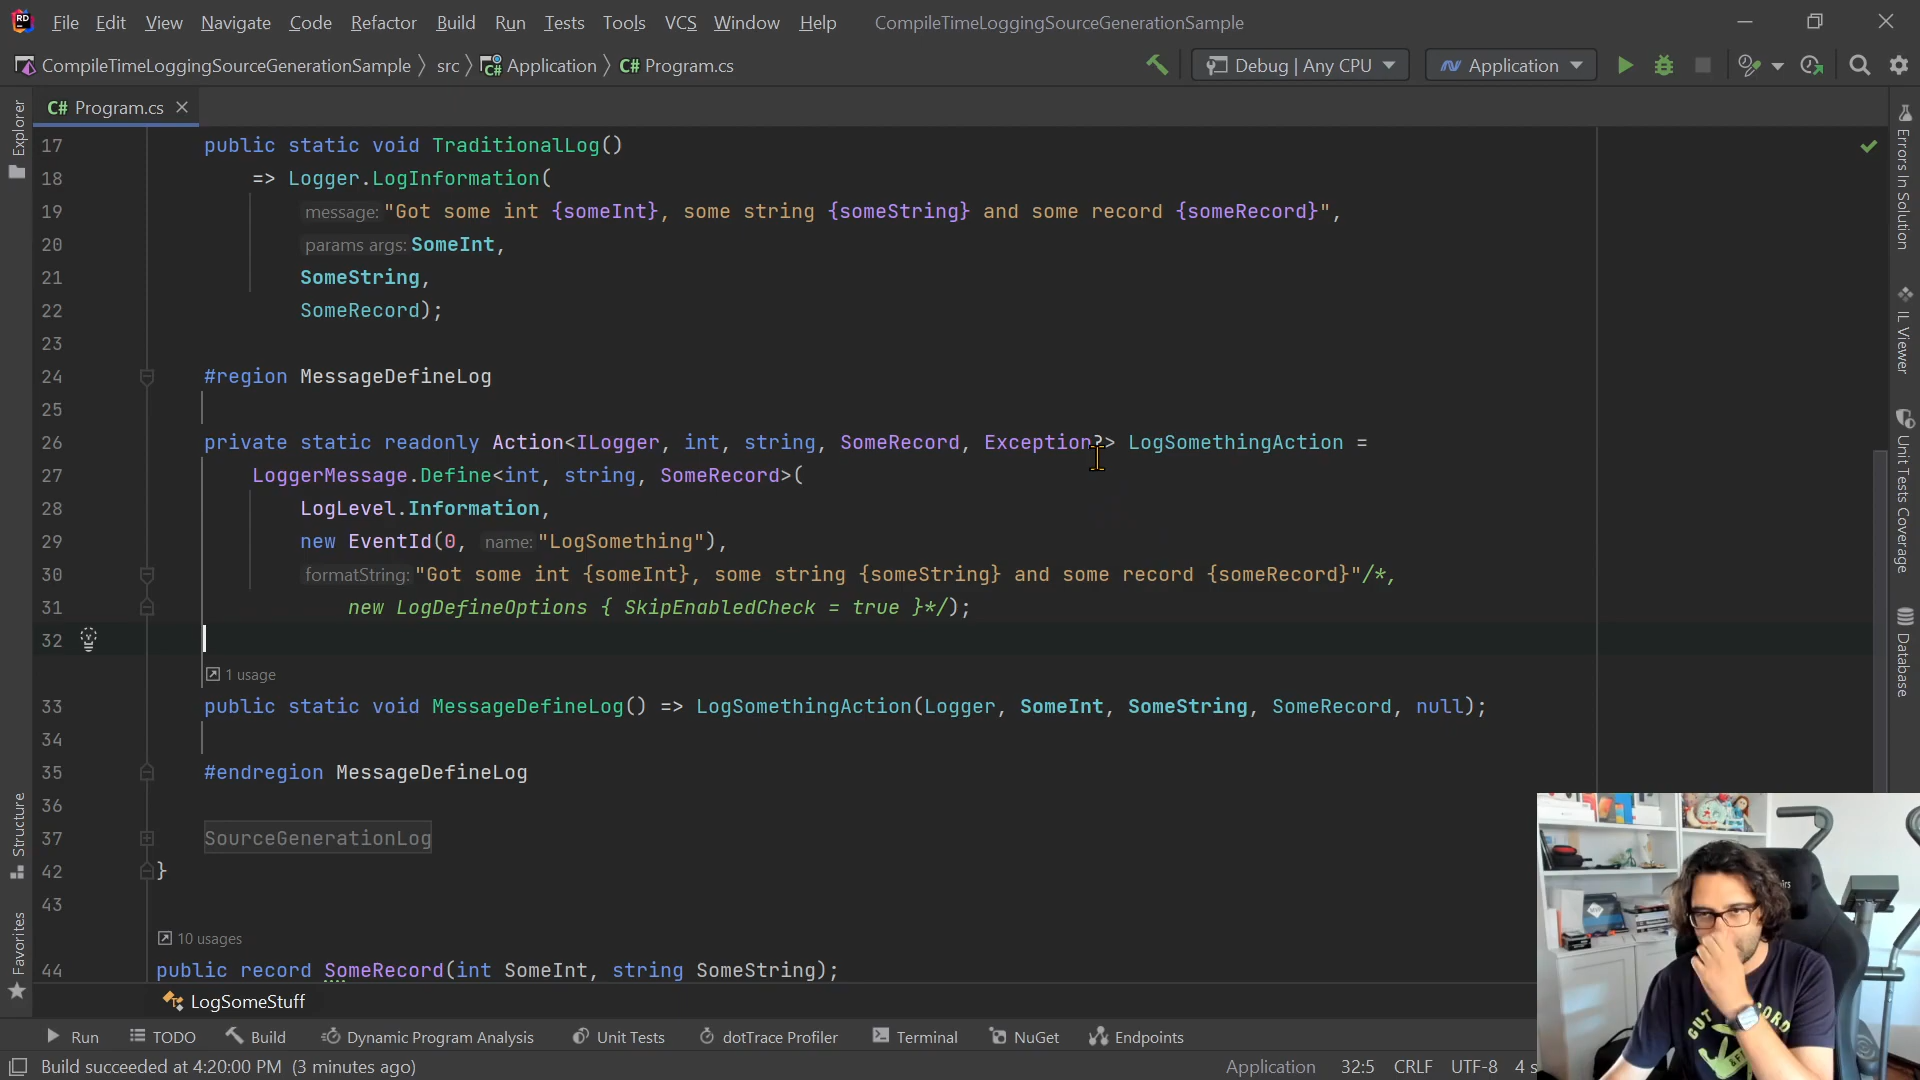 File Edit View Navigate Code Refactor Build Run Tests Tools VCS Window Help CompileTimeLoggingSourceGenerationSample
CompileTimeLoggingSourceGenerationSample src Application C# Program.cs Debug | Any CPU Application
C# Program.cs
Explorer
Structure
Favorites
17 public static void TraditionalLog()
18 => Logger.LogInformation(
19 message: "Got some int {someInt}, some string {someString} and some record {someRecord}",
20 params args: SomeInt,
21 SomeString,
22 SomeRecord);
23
24 #region MessageDefineLog
25
26 private static readonly Action<ILogger, int, string, SomeRecord, Exception?> LogSomethingAction =
27 LoggerMessage.Define<int, string, SomeRecord>(
28 LogLevel.Information,
29 new EventId(0, name: "LogSomething"),
30 formatString: "Got some int {someInt}, some string {someString} and some record {someRecord}"/*,
31 new LogDefineOptions { SkipEnabledCheck = true }*/);
32
1 usage
33 public static void MessageDefineLog() => LogSomethingAction(Logger, SomeInt, SomeString, SomeRecord, null);
34
35 #endregion MessageDefineLog
36
37 SourceGenerationLog
42 }
43
10 usages
44 public record SomeRecord(int SomeInt, string SomeString);
LogSomeStuff
Errors In Solution
IL Viewer
Unit Tests Coverage
Database
Run TODO Build Dynamic Program Analysis Unit Tests dotTrace Profiler Terminal NuGet Endpoints
Build succeeded at 4:20:00 PM (3 minutes ago) Application 32:5 CRLF UTF-8 4 s